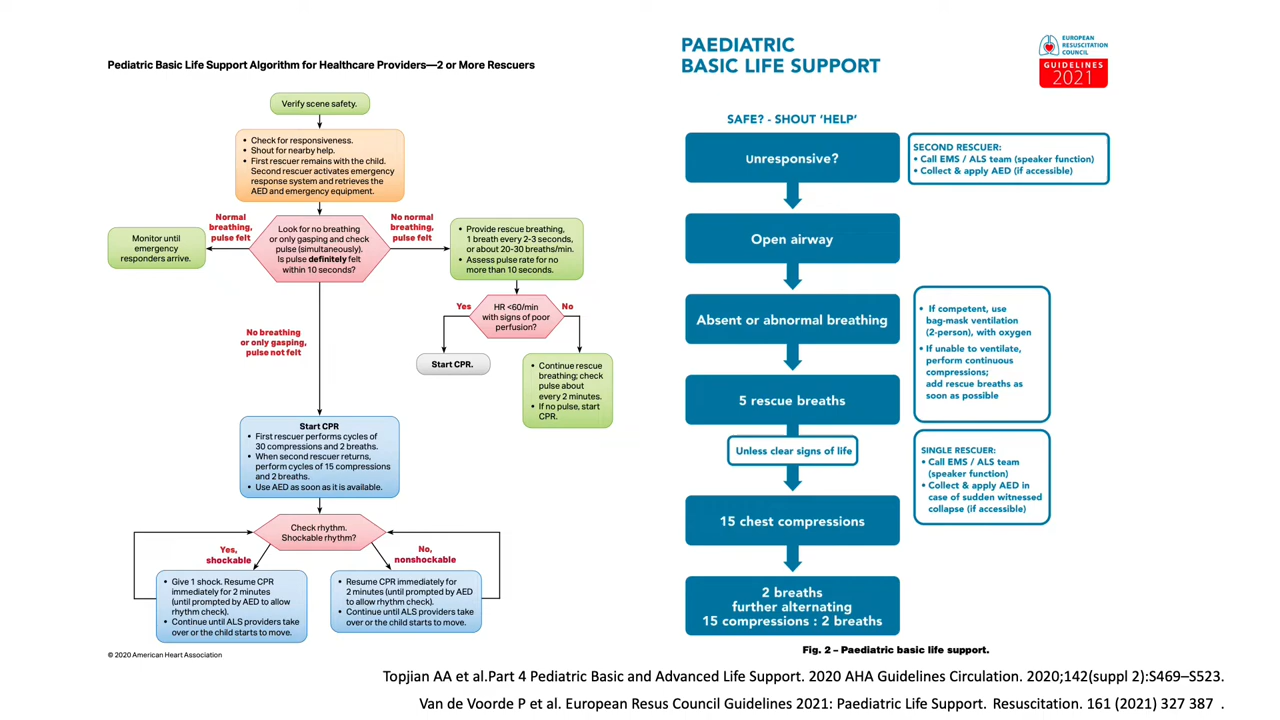 Pediatric Basic Life Support Algorithm for Healthcare Providers—2 or More Rescuers
Verify scene safety.
• Check for responsiveness.
• Shout for nearby help.
• First rescuer remains with the child.
Second rescuer activates emergency
response system and retrieves the
AED and emergency equipment.
Normal
breathing,
pulse felt
Look for no breathing
or only gasping and check
pulse (simultaneously).
Is pulse definitely felt
within 10 seconds?
No normal
breathing,
pulse felt
Monitor until
emergency
responders arrive.
• Provide rescue breathing,
1 breath every 2-3 seconds,
or about 20-30 breaths/min.
• Assess pulse rate for no
more than 10 seconds.
Yes
HR <60/min
with signs of poor
perfusion?
No
No breathing
or only gasping,
pulse not felt
Start CPR.
• Continue rescue
breathing; check
pulse about
every 2 minutes.
• If no pulse, start
CPR.
Start CPR
• First rescuer performs cycles of
30 compressions and 2 breaths.
• When second rescuer returns,
perform cycles of 15 compressions
and 2 breaths.
• Use AED as soon as it is available.
Check rhythm.
Shockable rhythm?
Yes,
shockable
No,
nonshockable
• Give 1 shock. Resume CPR
immediately for 2 minutes
(until prompted by AED to allow
rhythm check).
• Continue until ALS providers take
over or the child starts to move.
• Resume CPR immediately for
2 minutes (until prompted by AED
to allow rhythm check).
• Continue until ALS providers take
over or the child starts to move.
© 2020 American Heart Association
PAEDIATRIC
BASIC LIFE SUPPORT
EUROPEAN
RESUSCITATION
COUNCIL
GUIDELINES
2021
SAFE? - SHOUT ‘HELP’
Unresponsive?
SECOND RESCUER:
• Call EMS / ALS team (speaker function)
• Collect & apply AED (if accessible)
Open airway
Absent or abnormal breathing
• If competent, use
bag-mask ventilation
(2-person), with oxygen
• If unable to ventilate,
perform continuous
compressions;
add rescue breaths as
soon as possible
5 rescue breaths
Unless clear signs of life
SINGLE RESCUER:
• Call EMS / ALS team
(speaker function)
• Collect & apply AED in
case of sudden witnessed
collapse (if accessible)
15 chest compressions
2 breaths
further alternating
15 compressions : 2 breaths
Fig. 2 – Paediatric basic life support.
Topjian AA et al.Part 4 Pediatric Basic and Advanced Life Support. 2020 AHA Guidelines Circulation. 2020;142(suppl 2):S469–S523.
Van de Voorde P et al. European Resus Council Guidelines 2021: Paediatric Life Support. Resuscitation. 161 (2021) 327 387 .